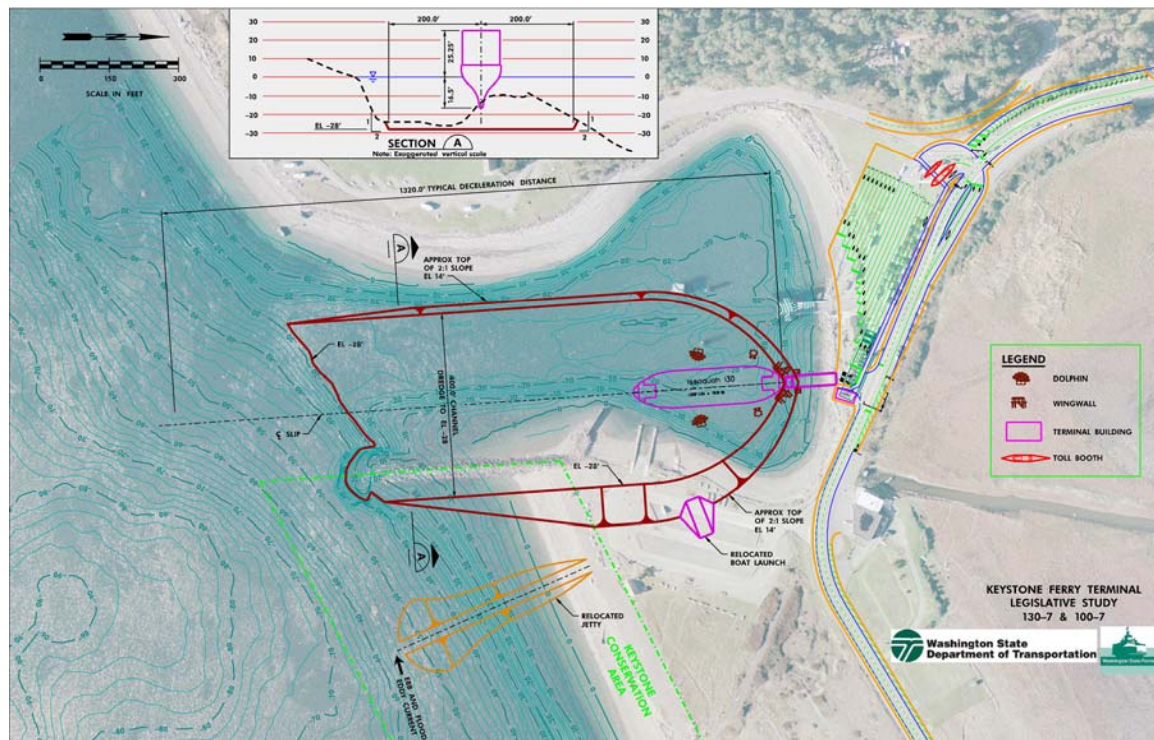 0 150 300
SCALE IN FEET
200.0' 200.0'
30 30
20 20
10 10
0 0
-10 -10
-20 -20
-30 -30
25.25'
16.5'
EL -28'
1
2
1
2
SECTION A
Note: Exaggerated vertical scale
1320.0' TYPICAL DECELERATION DISTANCE
A
APPROX TOP
OF 2:1 SLOPE
EL 14'
EL -28'
400.0' CHANNEL
DREDGE TO EL -28
Issaquah 130
SLIP
EL -28'
APPROX TOP
OF 2:1 SLOPE
EL 14'
RELOCATED
BOAT LAUNCH
A
RELOCATED
JETTY
KEYSTONE
CONSERVATION
AREA
EBB AND FLOOD
EDDY CURRENT
LEGEND
DOLPHIN
WINGWALL
TERMINAL BUILDING
TOLL BOOTH
KEYSTONE FERRY TERMINAL
LEGISLATIVE STUDY
130-7 & 100-7
Washington State
Department of Transportation
Washington State Ferries